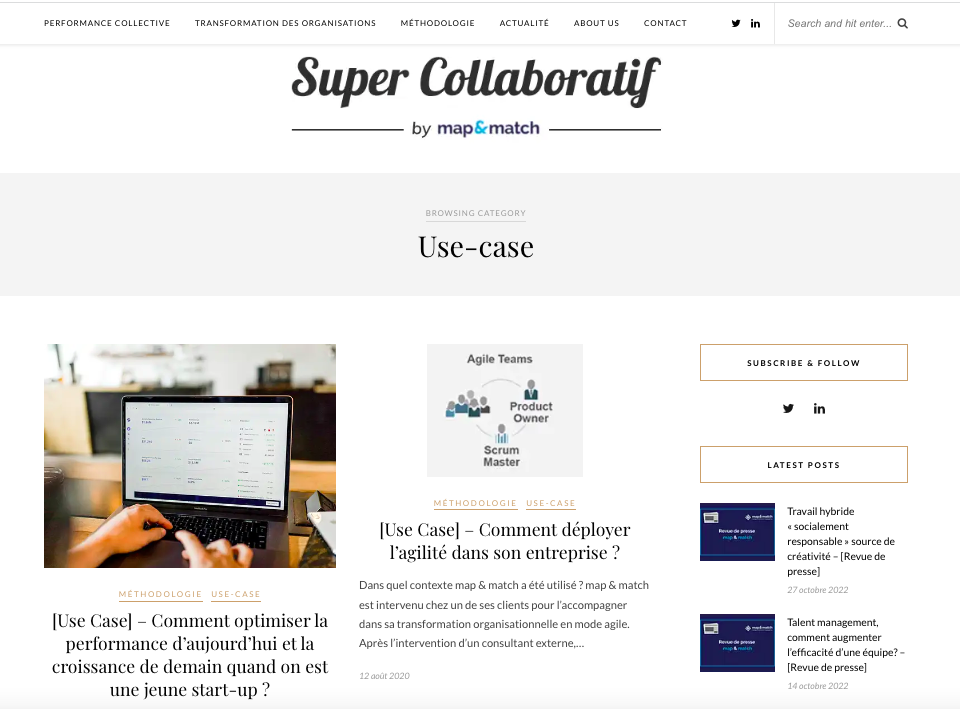 PERFORMANCE COLLECTIVE TRANSFORMATION DES ORGANISATIONS MÉTHODOLOGIE ACTUALITÉ ABOUT US CONTACT Search and hit enter...
Super Collaboratif
by map&match
BROWSING CATEGORY
Use-case
MÉTHODOLOGIE USE-CASE
[Use Case] – Comment optimiser la
performance d'aujourd'hui et la
croissance de demain quand on est
une jeune start-up ?
Agile Teams
Product
Owner
Scrum
Master
MÉTHODOLOGIE USE-CASE
[Use Case] – Comment déployer
l'agilité dans son entreprise ?
Dans quel contexte map & match a été utilisé ? map & match
est intervenu chez un de ses clients pour l'accompagner
dans sa transformation organisationnelle en mode agile.
Après l'intervention d'un consultant externe,...
12 août 2020
SUBSCRIBE & FOLLOW
LATEST POSTS
map&match
Revue de presse
map & match
Travail hybride
« socialement
responsable » source de
créativité – [Revue de
presse]
27 octobre 2022
map&match
Revue de presse
map & match
Talent management,
comment augmenter
l'efficacité d'une équipe? –
[Revue de presse]
14 octobre 2022